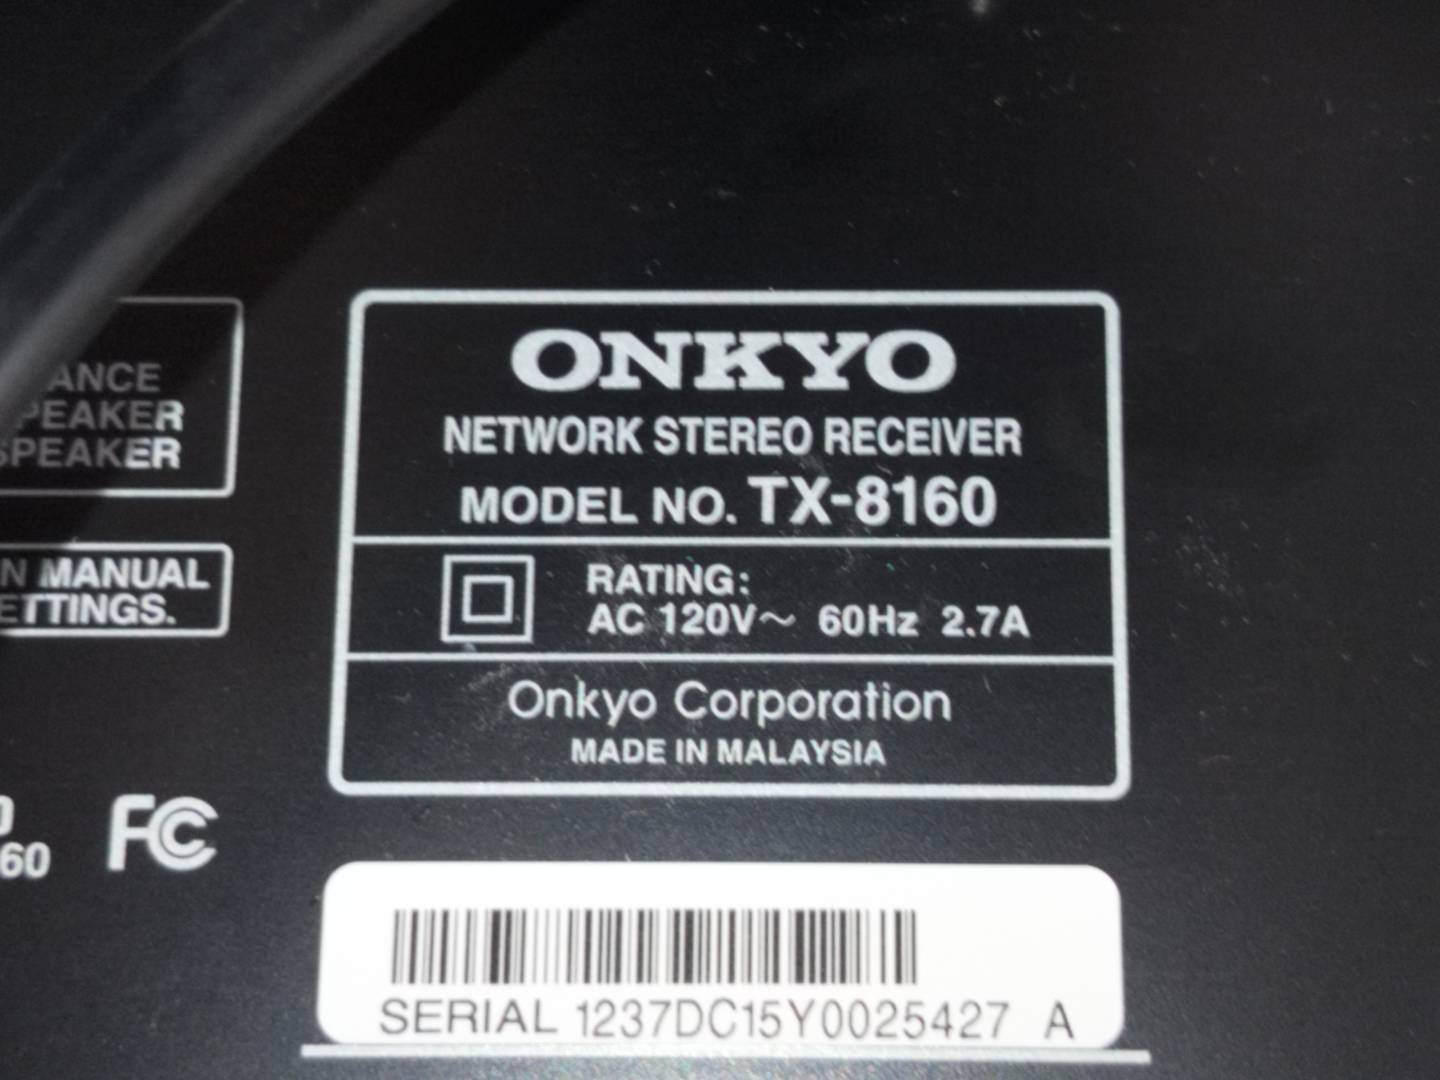 ANCE
PEAKER
SPEAKER
N MANUAL
ETTINGS.
60
FC
ONKYO
NETWORK STEREO RECEIVER
MODEL NO. TX-8160
RATING:
AC 120V~ 60Hz 2.7A
Onkyo Corporation
MADE IN MALAYSIA
SERIAL 1237DC15Y0025427 A